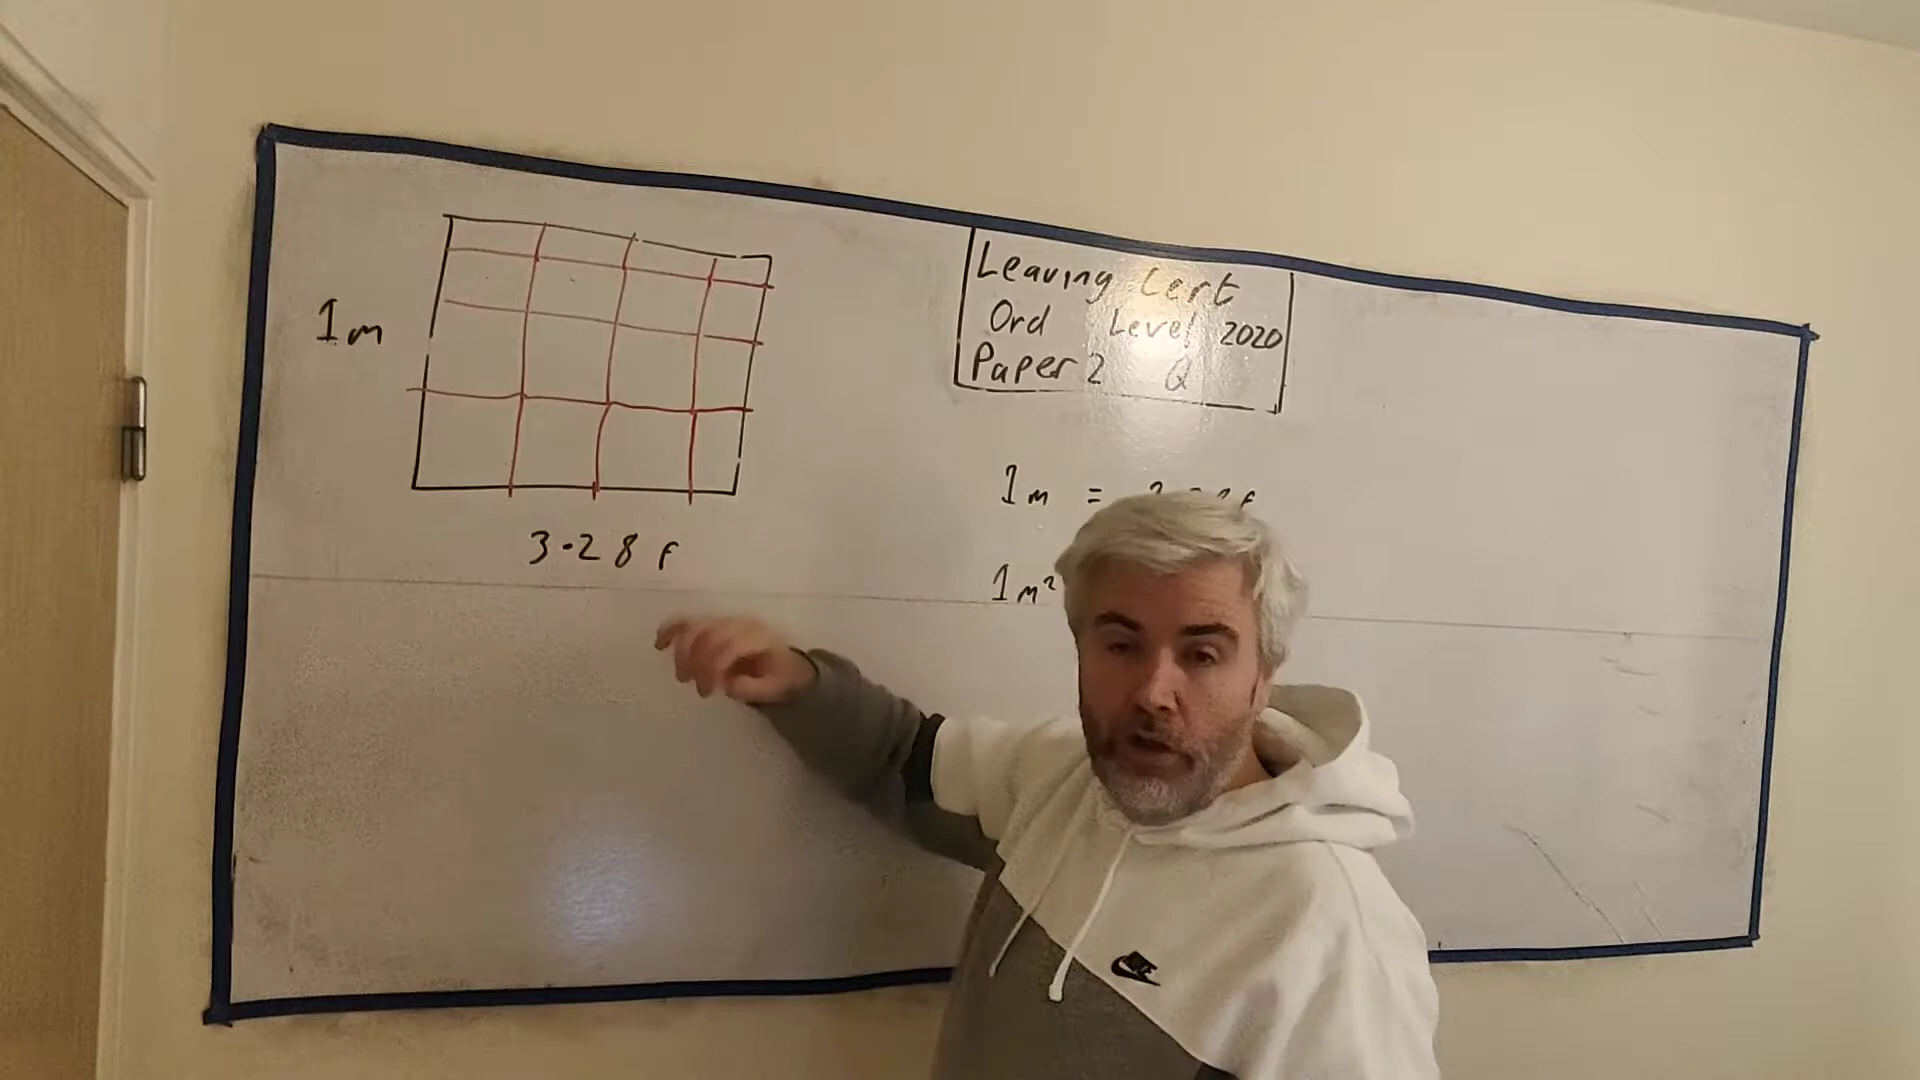 1m
3.28 f
Leaving Cert
Ord Level 2020
Paper 2 Q
1m =
1m²